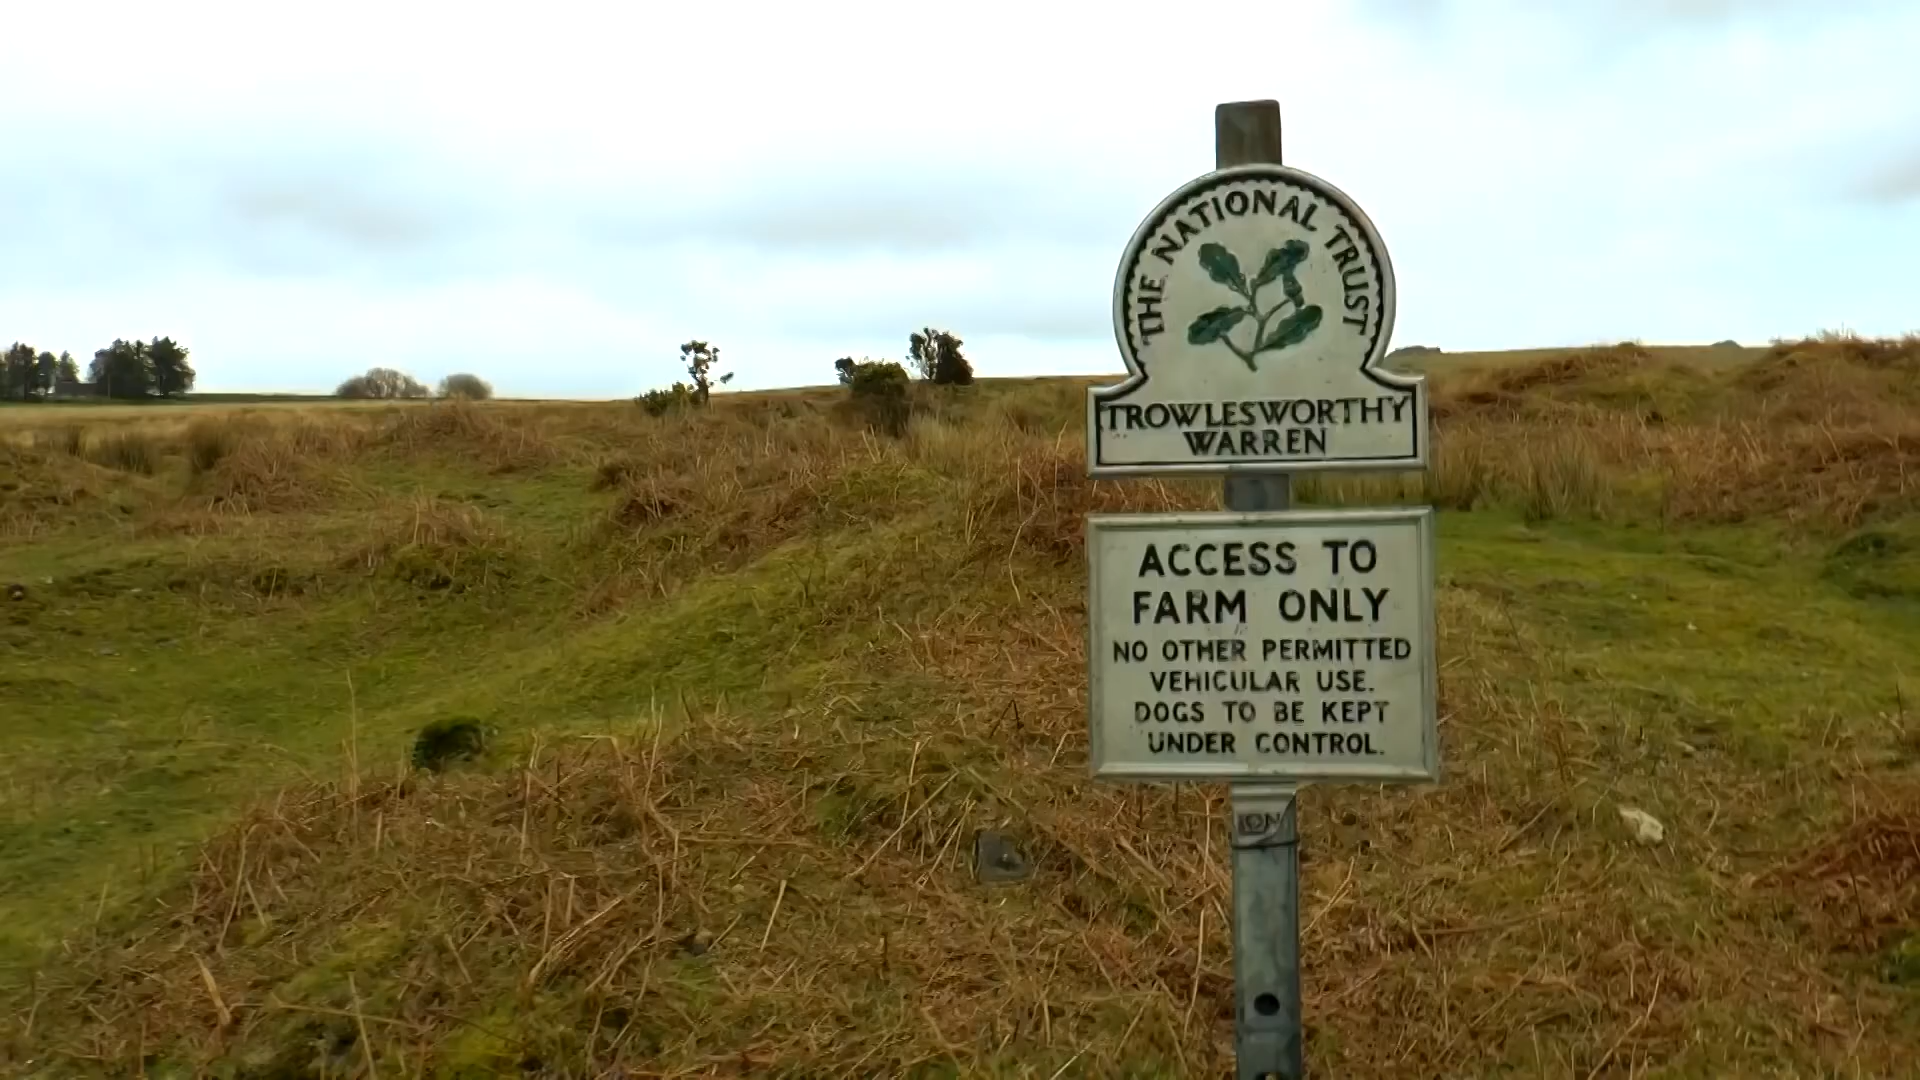 THE NATIONAL TRUST
TROWLESWORTHY
WARREN
ACCESS TO
FARM ONLY
NO OTHER PERMITTED
VEHICULAR USE.
DOGS TO BE KEPT
UNDER CONTROL.